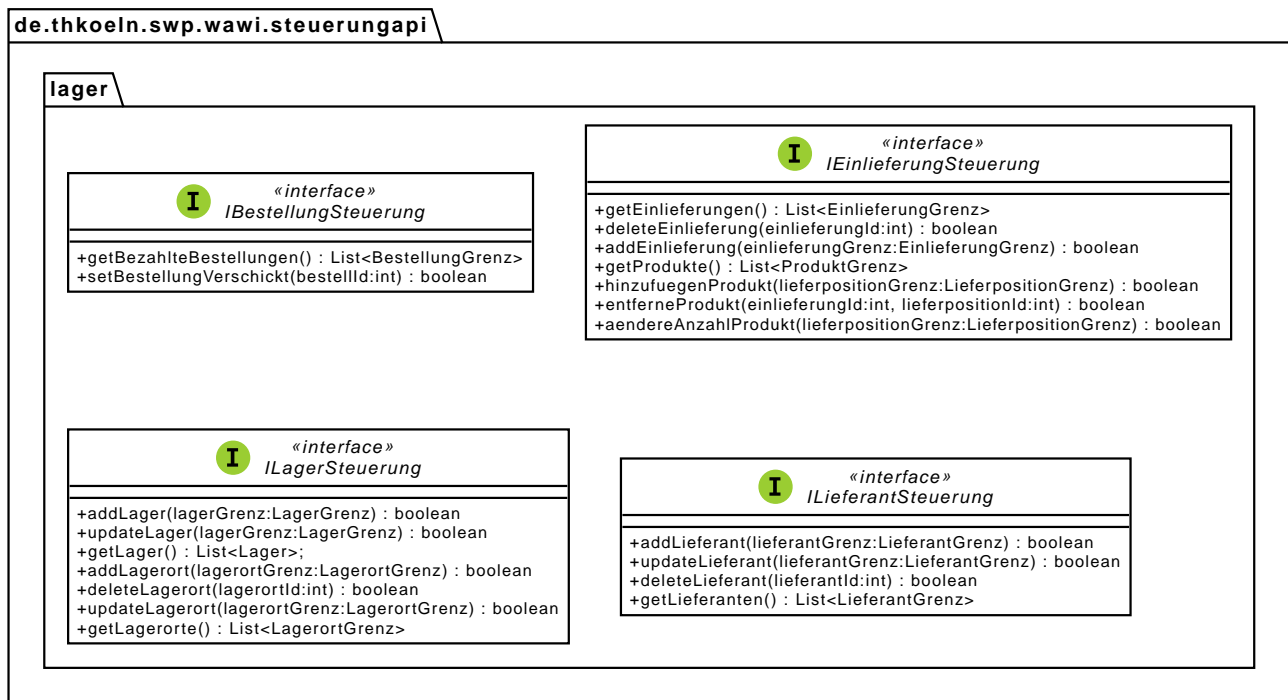 de.thkoeln.swp.wawi.steuerungapi
lager
I
«interface»
IBestellungSteuerung
+getBezahlteBestellungen() : List<BestellungGrenz>
+setBestellungVerschickt(bestellId:int) : boolean
I
«interface»
IEinlieferungSteuerung
+getEinlieferungen() : List<EinlieferungGrenz>
+deleteEinlieferung(einlieferungId:int) : boolean
+addEinlieferung(einlieferungGrenz:EinlieferungGrenz) : boolean
+getProdukte() : List<ProduktGrenz>
+hinzufuegenProdukt(lieferpositionGrenz:LieferpositionGrenz) : boolean
+entferneProdukt(einlieferungId:int, lieferpositionId:int) : boolean
+aendereAnzahlProdukt(lieferpositionGrenz:LieferpositionGrenz) : boolean
I
«interface»
ILagerSteuerung
+addLager(lagerGrenz:LagerGrenz) : boolean
+updateLager(lagerGrenz:LagerGrenz) : boolean
+getLager() : List<Lager>;
+addLagerort(lagerortGrenz:LagerortGrenz) : boolean
+deleteLagerort(lagerortId:int) : boolean
+updateLagerort(lagerortGrenz:LagerortGrenz) : boolean
+getLagerorte() : List<LagerortGrenz>
I
«interface»
ILieferantSteuerung
+addLieferant(lieferantGrenz:LieferantGrenz) : boolean
+updateLieferant(lieferantGrenz:LieferantGrenz) : boolean
+deleteLieferant(lieferantId:int) : boolean
+getLieferanten() : List<LieferantGrenz>